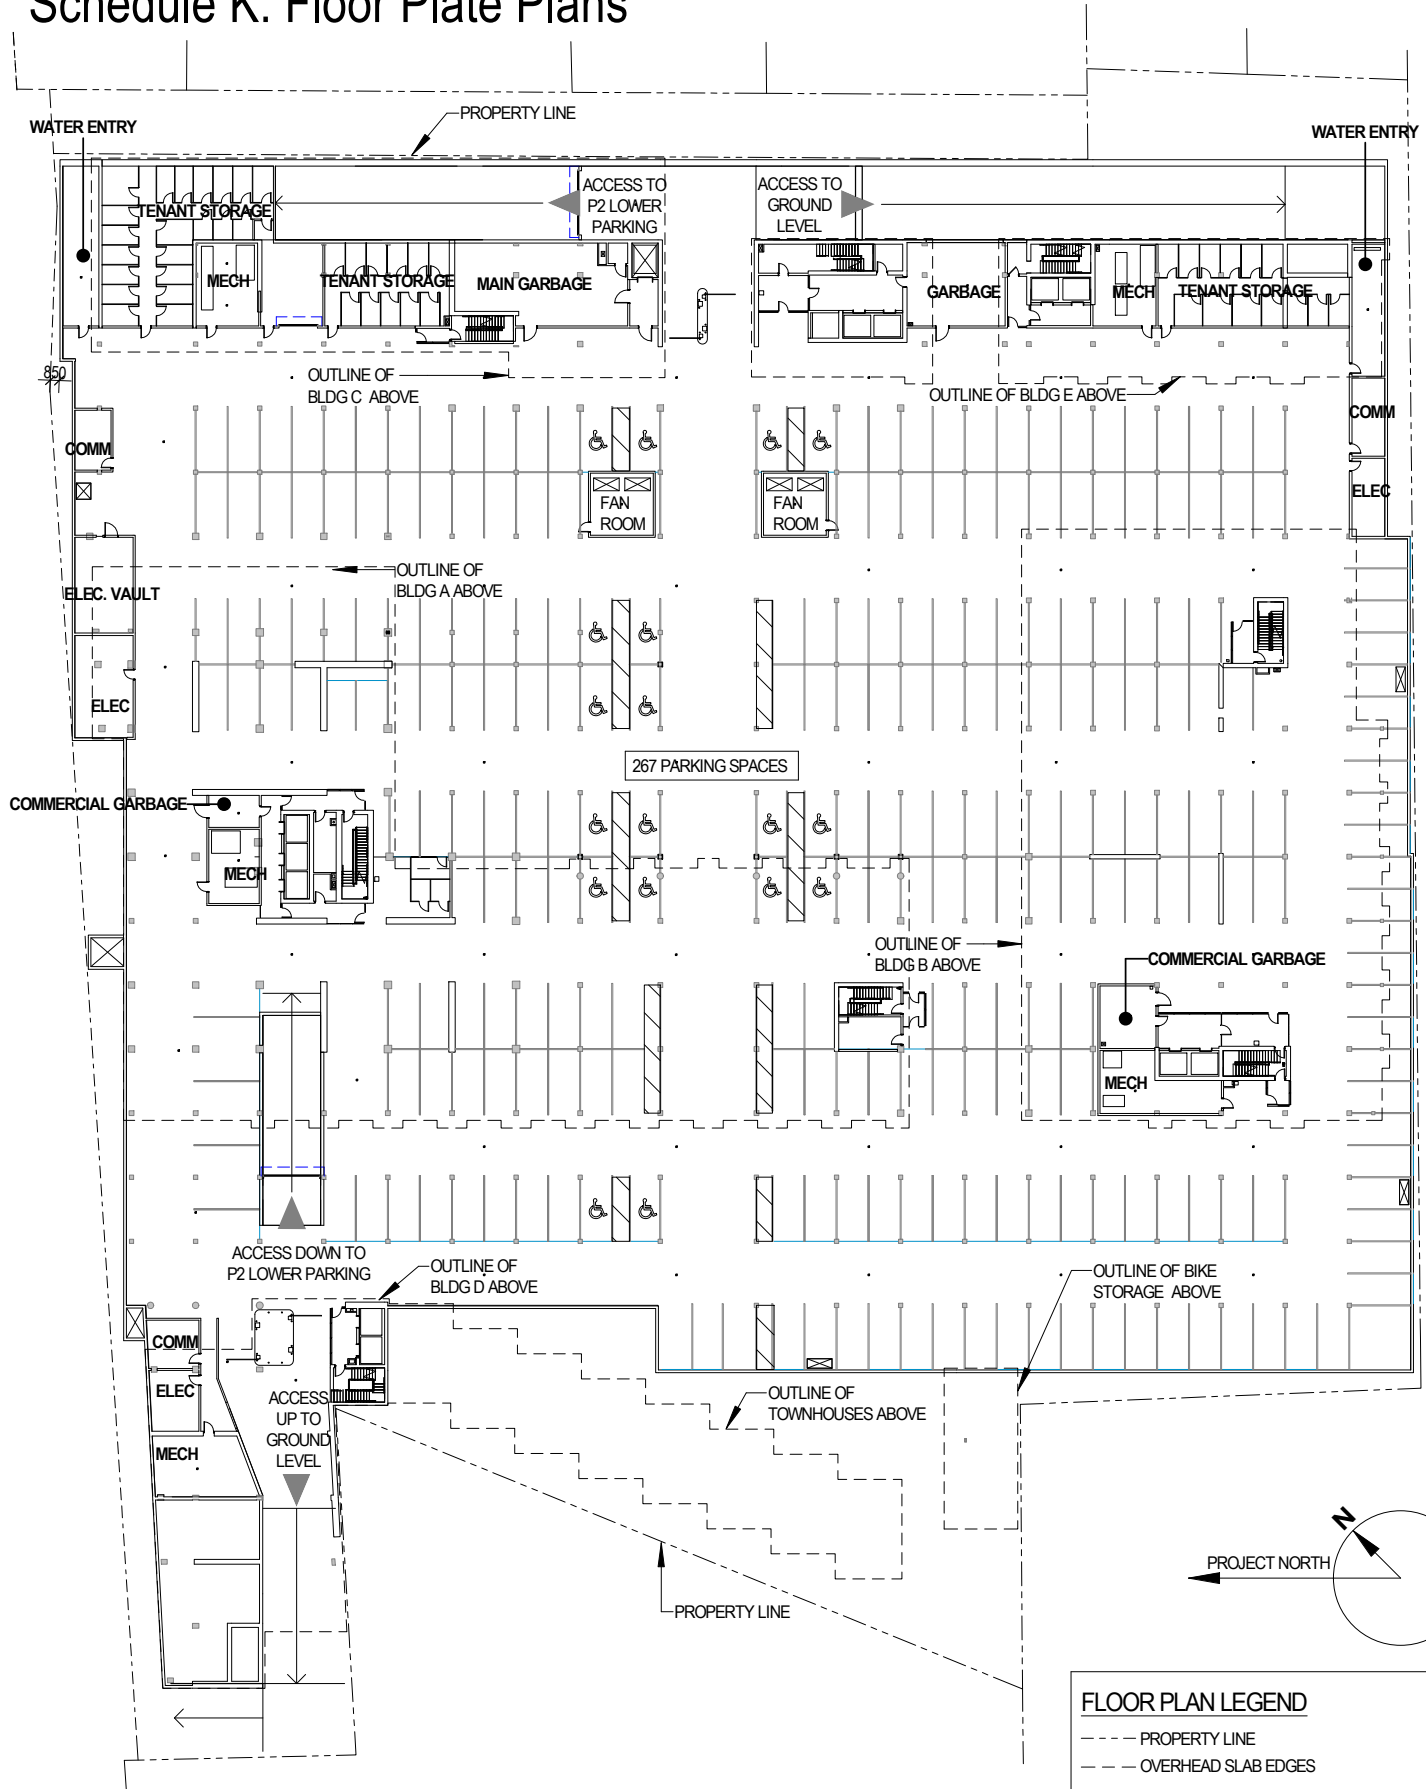 Schedule K: Floor Plate Plans
PROPERTY LINE
WATER ENTRY
WATER ENTRY
ACCESS TO
P2 LOWER
PARKING
ACCESS TO
GROUND
LEVEL
TENANT STORAGE
MECH
TENANT STORAGE
MAIN GARBAGE
GARBAGE
MECH
TENANT STORAGE
850
OUTLINE OF
BLDG C ABOVE
OUTLINE OF BLDG E ABOVE
COMM
COMM
FAN
ROOM
FAN
ROOM
ELEC
OUTLINE OF
BLDG A ABOVE
ELEC. VAULT
ELEC
267 PARKING SPACES
COMMERCIAL GARBAGE
MECH
OUTLINE OF
BLDG B ABOVE
COMMERCIAL GARBAGE
MECH
ACCESS DOWN TO
P2 LOWER PARKING
OUTLINE OF
BLDG D ABOVE
OUTLINE OF BIKE
STORAGE ABOVE
COMM
ELEC
ACCESS
UP TO
GROUND
LEVEL
OUTLINE OF
TOWNHOUSES ABOVE
MECH
N
PROJECT NORTH
PROPERTY LINE
FLOOR PLAN LEGEND
PROPERTY LINE
OVERHEAD SLAB EDGES